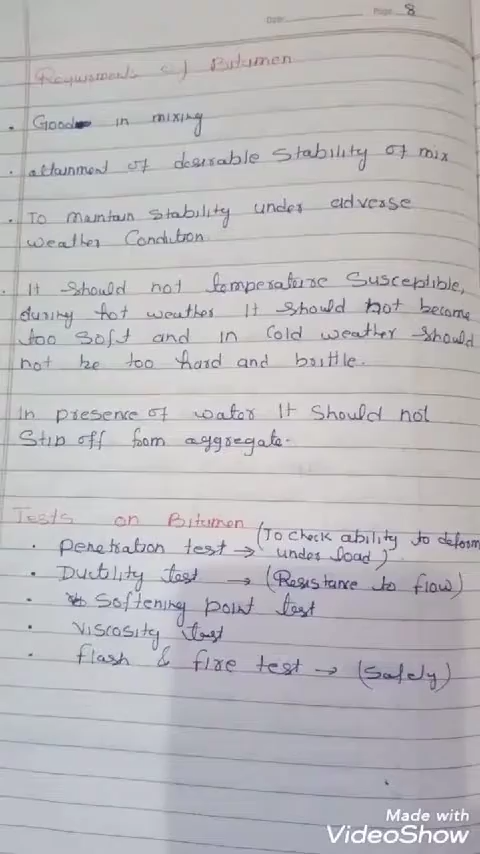 Date: Page: 8
Requirements of Bitumen
• Good in mixing
• attainment of desirable stability of mix
• To maintain stability under adverse
weather Condition
• It should not temperature Susceptible,
during hot weather It should not become
too soft and in Cold weather should
not be too hard and brittle.
In presence of water It should not
Strip off from aggregate.
Tests on Bitumen (To check ability to deform
• Penetration test → under load)
• Ductility test → (Resistance to flow)
• Softening point test
• Viscosity test
• flash & fire test → (Safely)
Made with
VideoShow